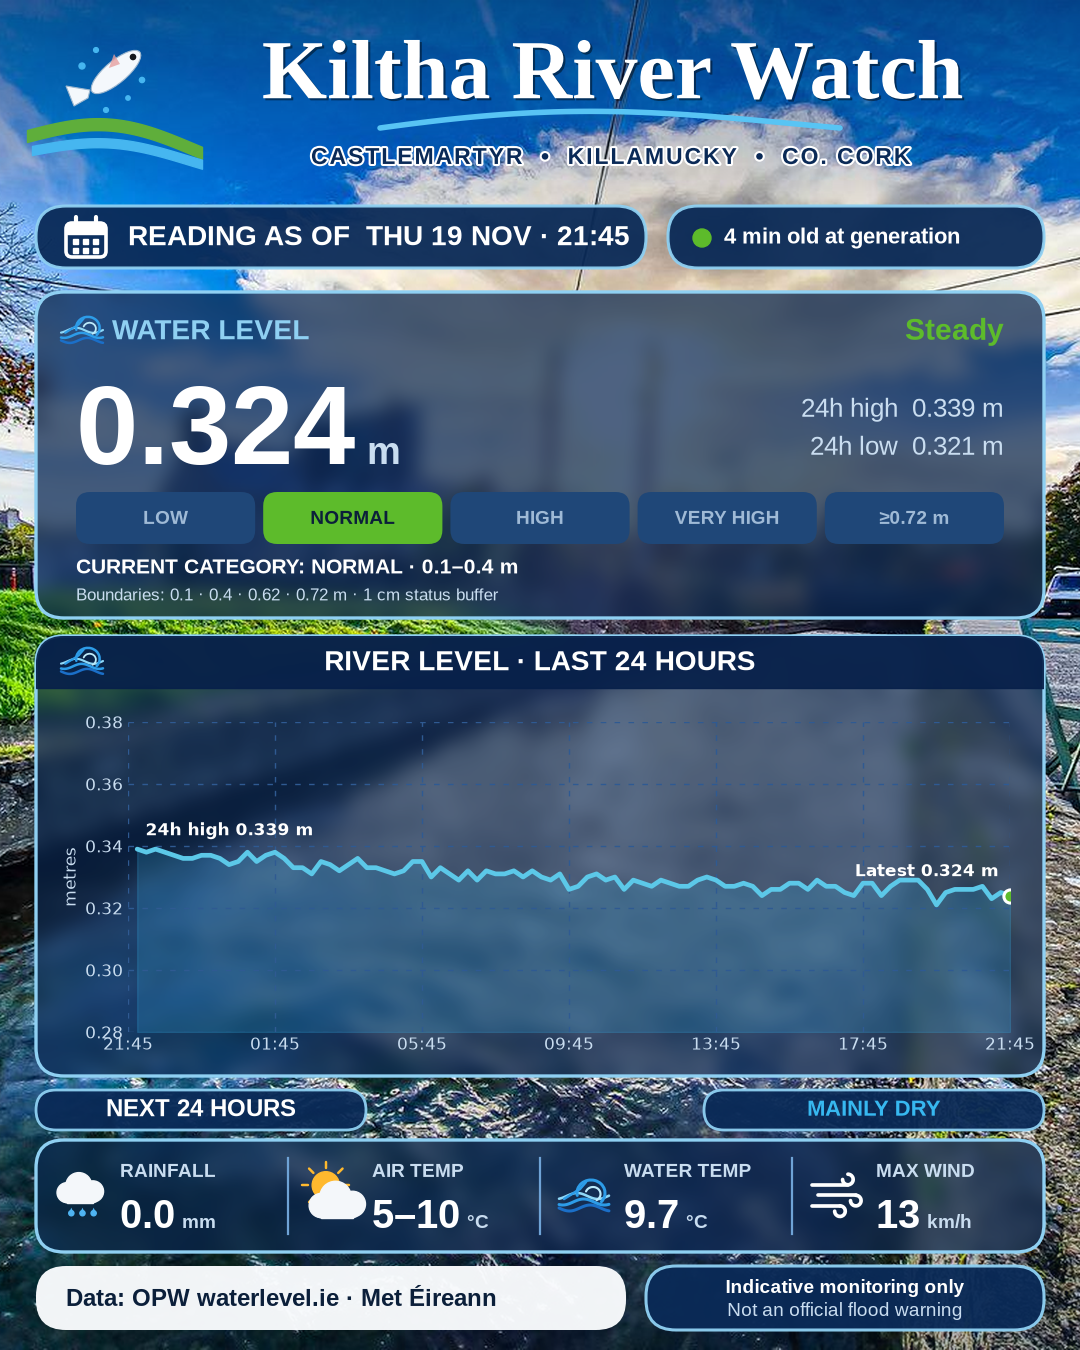 Kiltha River Watch
CASTLEMARTYR • KILLAMUCKY • CO. CORK
READING AS OF THU 19 NOV · 21:45
4 min old at generation
WATER LEVEL
Steady
0.324 m
24h high 0.339 m
24h low 0.321 m
LOW
NORMAL
HIGH
VERY HIGH
≥0.72 m
CURRENT CATEGORY: NORMAL · 0.1–0.4 m
Boundaries: 0.1 · 0.4 · 0.62 · 0.72 m · 1 cm status buffer
RIVER LEVEL · LAST 24 HOURS
metres
0.38
0.36
0.34
0.32
0.30
0.28
24h high 0.339 m
Latest 0.324 m
21:45 01:45 05:45 09:45 13:45 17:45 21:45
NEXT 24 HOURS
MAINLY DRY
RAINFALL
0.0 mm
AIR TEMP
5–10 °C
WATER TEMP
9.7 °C
MAX WIND
13 km/h
Data: OPW waterlevel.ie · Met Éireann
Indicative monitoring only
Not an official flood warning